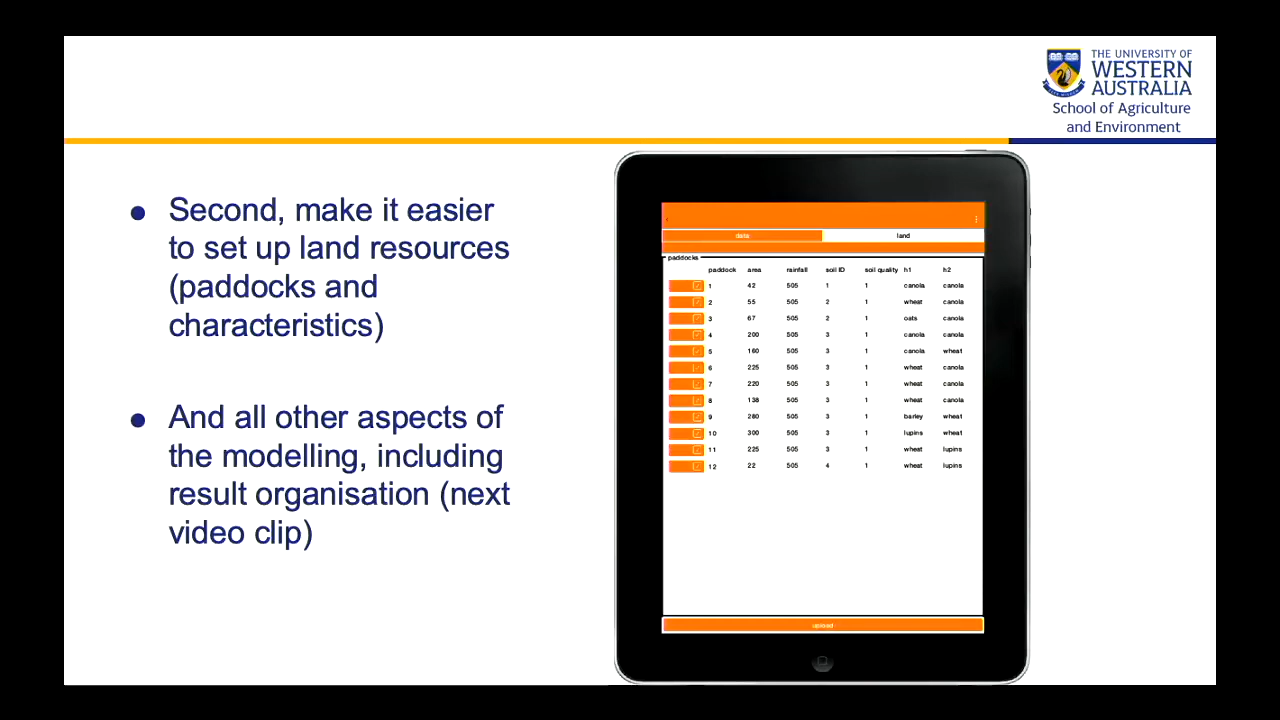 THE UNIVERSITY OF
WESTERN
AUSTRALIA
School of Agriculture
and Environment
● Second, make it easier
to set up land resources
(paddocks and
characteristics)
● And all other aspects of
the modelling, including
result organisation (next
video clip)
data land
paddocks
paddock area rainfall soil ID soil quality h1 h2
1 42 505 1 1 canola canola
2 55 505 2 1 wheat canola
3 67 505 2 1 oats canola
4 200 505 3 1 canola canola
5 160 505 3 1 canola wheat
6 225 505 3 1 wheat canola
7 220 505 3 1 wheat canola
8 138 505 3 1 wheat canola
9 280 505 3 1 barley wheat
10 300 505 3 1 lupins wheat
11 225 505 3 1 wheat lupins
12 22 505 4 1 wheat lupins
upload